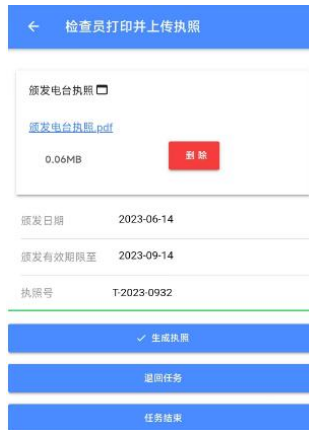 检查员打印并上传执照
颁发电台执照
颁发电台执照.pdf
0.06MB
删除
颁发日期 2023-06-14
颁发有效期限至 2023-09-14
执照号 T-2023-0932
生成执照
退回任务
任务结束